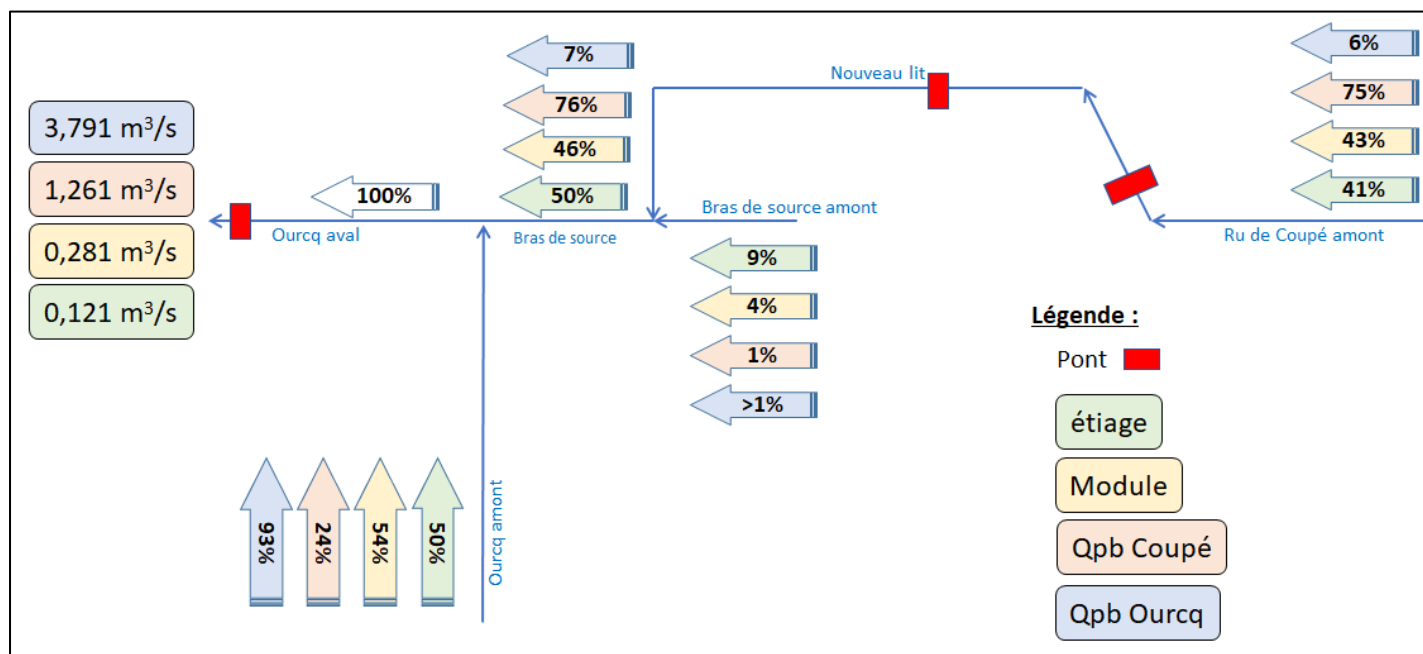 7%
6%
Nouveau lit
3,791 m³/s
76%
75%
1,261 m³/s
46%
43%
100%
50%
41%
Bras de source amont
Ourcq aval
Bras de source
Ru de Coupé amont
0,281 m³/s
0,121 m³/s
9%
4%
1%
>1%
Légende :
Pont
étiage
Module
Qpb Coupé
Qpb Ourcq
93%
24%
54%
50%
Ourcq amont